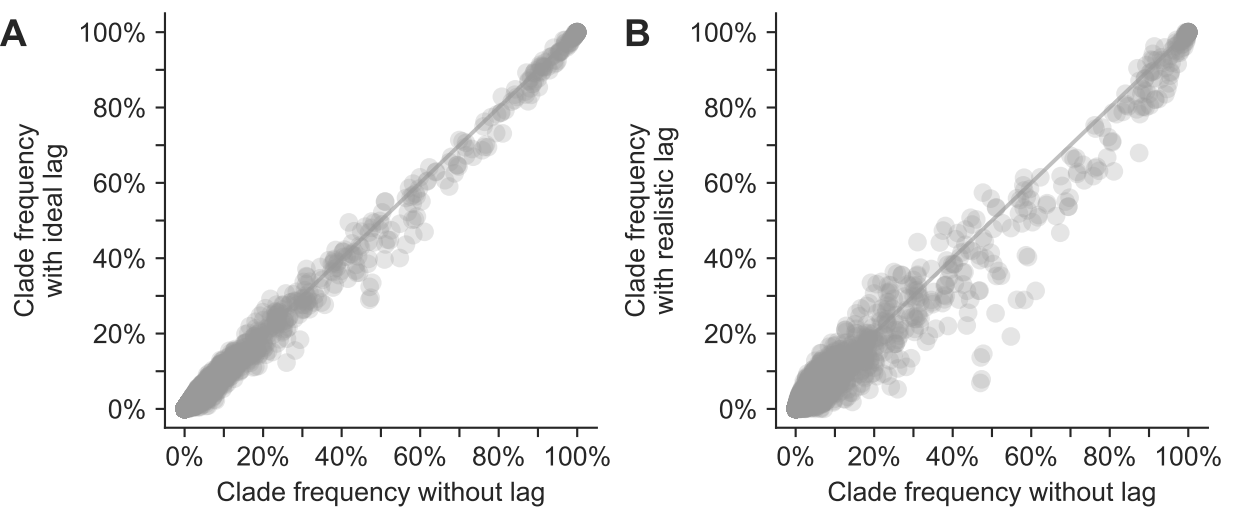 A
Clade frequency
with ideal lag
100%
80%
60%
40%
20%
0%
0% 20% 40% 60% 80% 100%
Clade frequency without lag
B
Clade frequency
with realistic lag
100%
80%
60%
40%
20%
0%
0% 20% 40% 60% 80% 100%
Clade frequency without lag